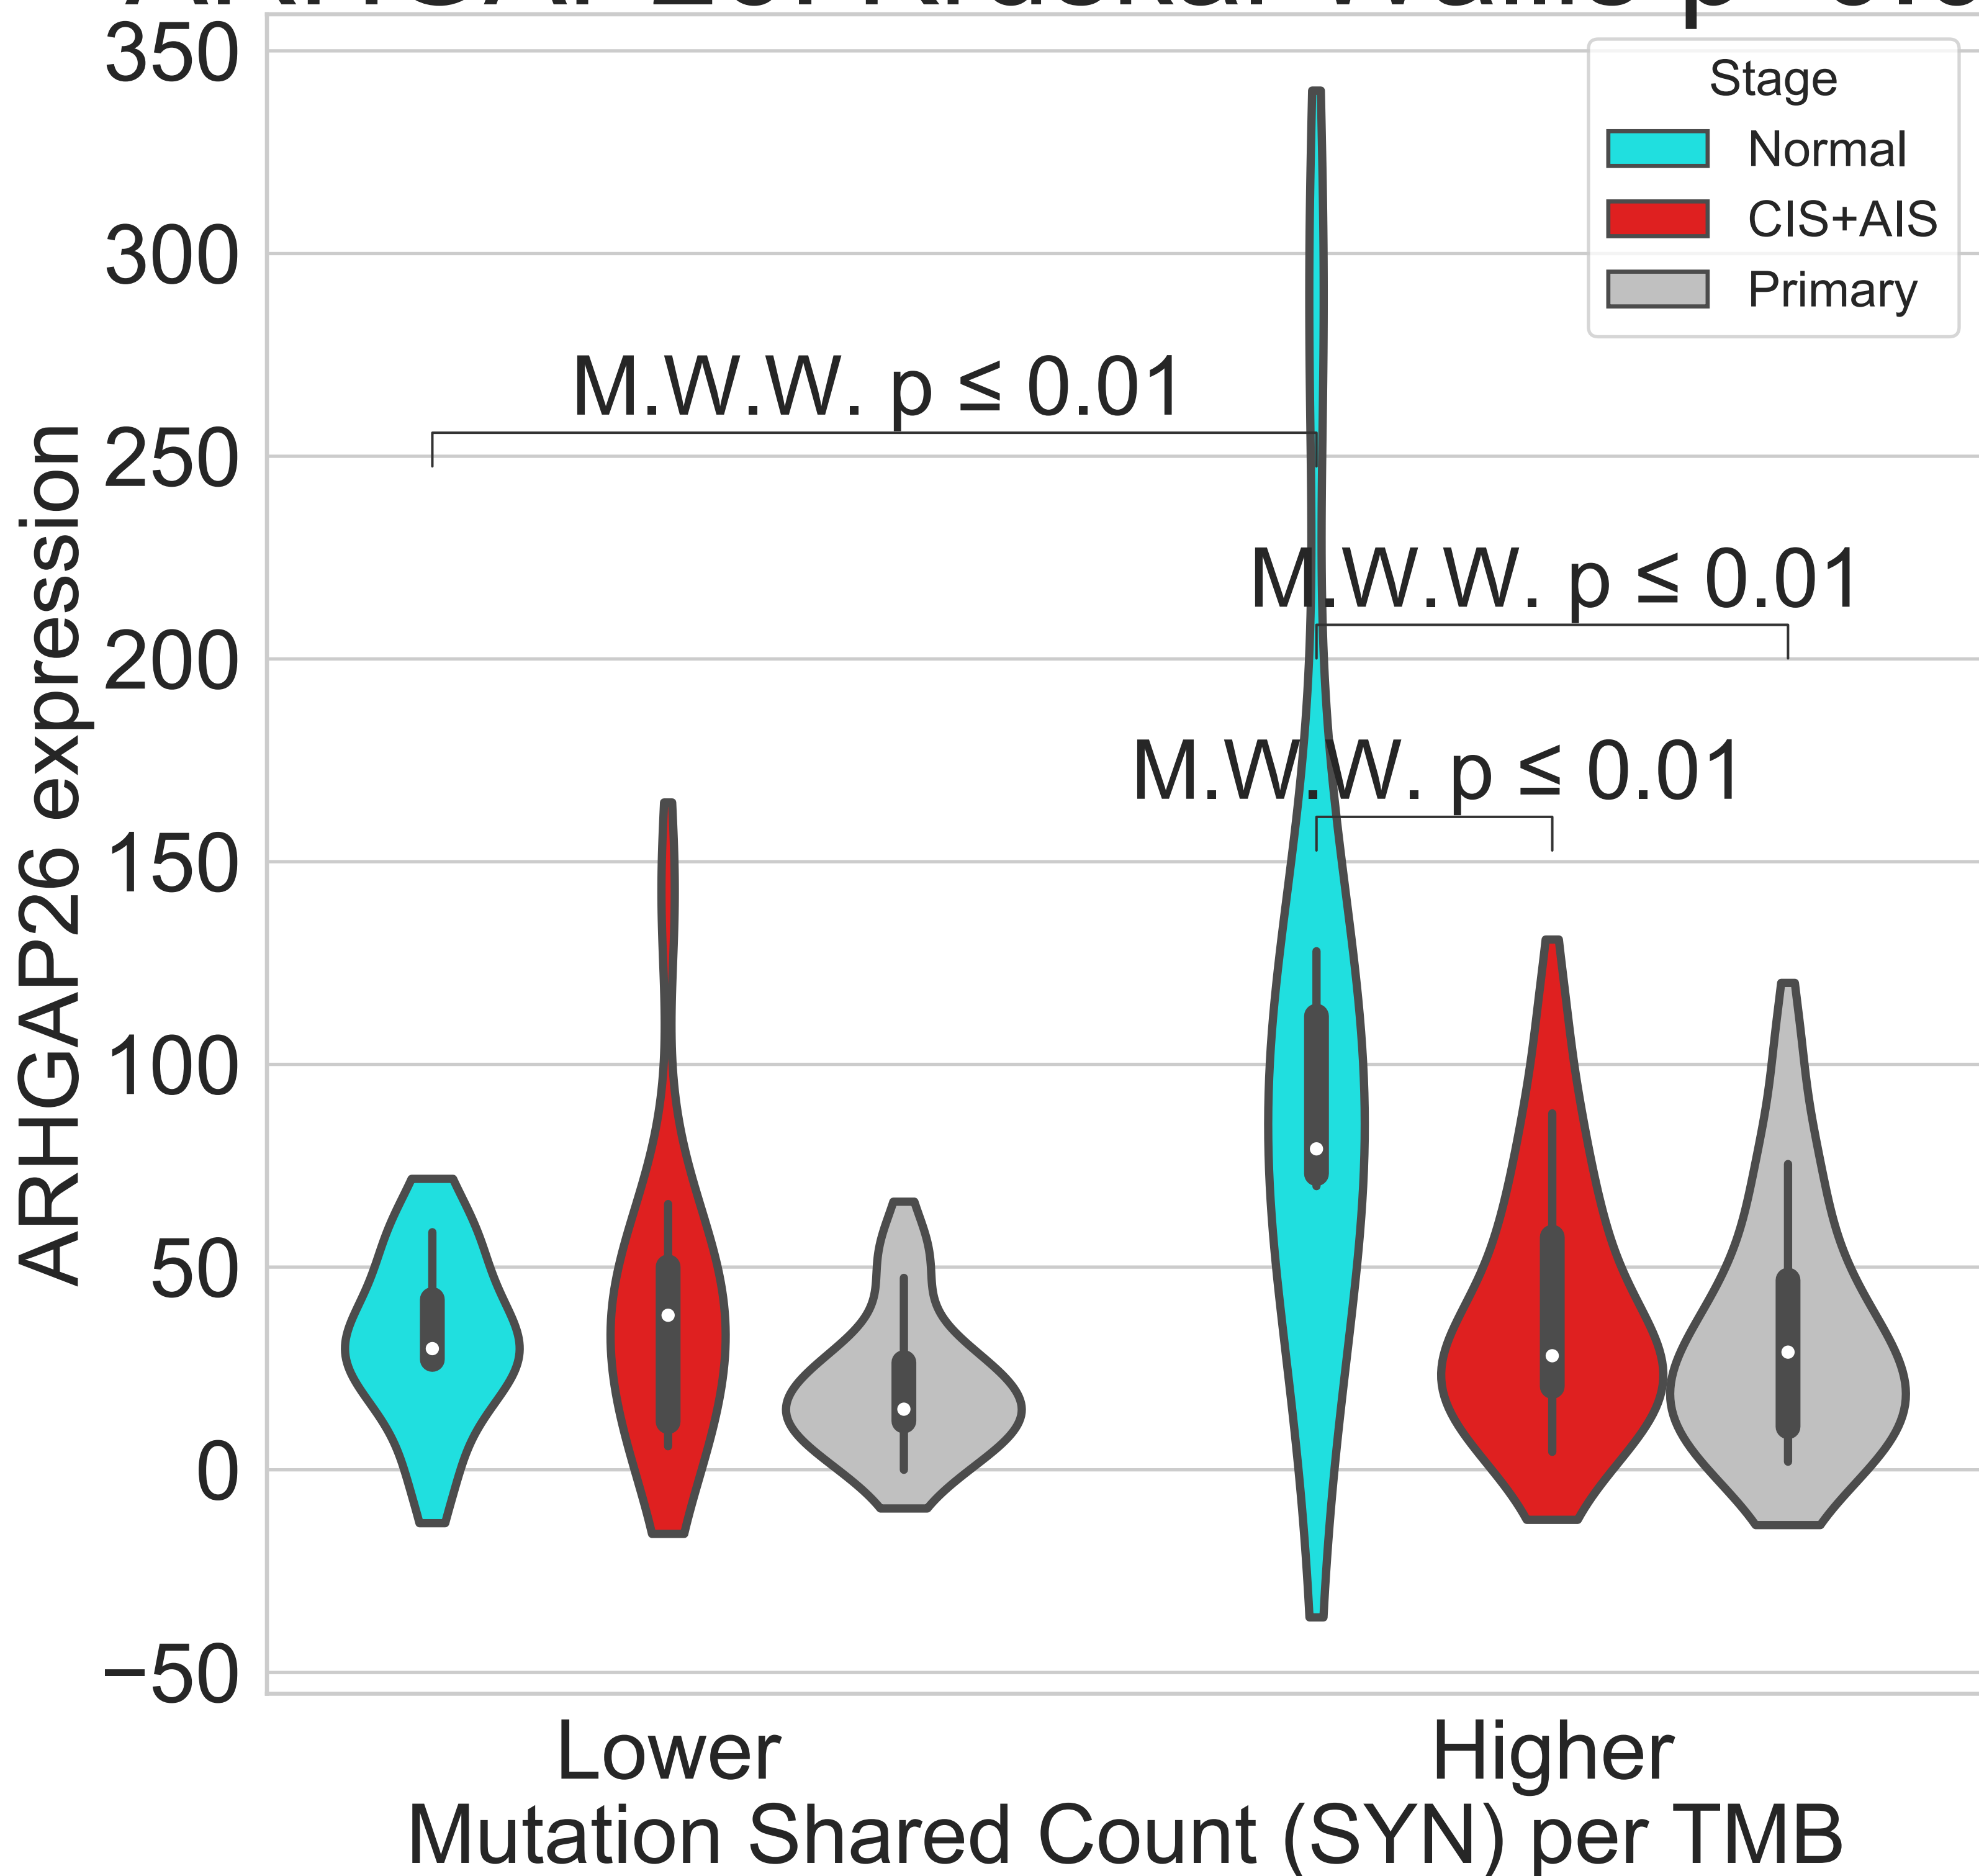 350
300
250
200
150
100
50
0
−50
ARHGAP26 expression
Stage
Normal
CIS+AIS
Primary
M.W.W. p ≤ 0.01
M.W.W. p ≤ 0.01
M.W.W. p ≤ 0.01
Lower
Higher
Mutation Shared Count (SYN) per TMB